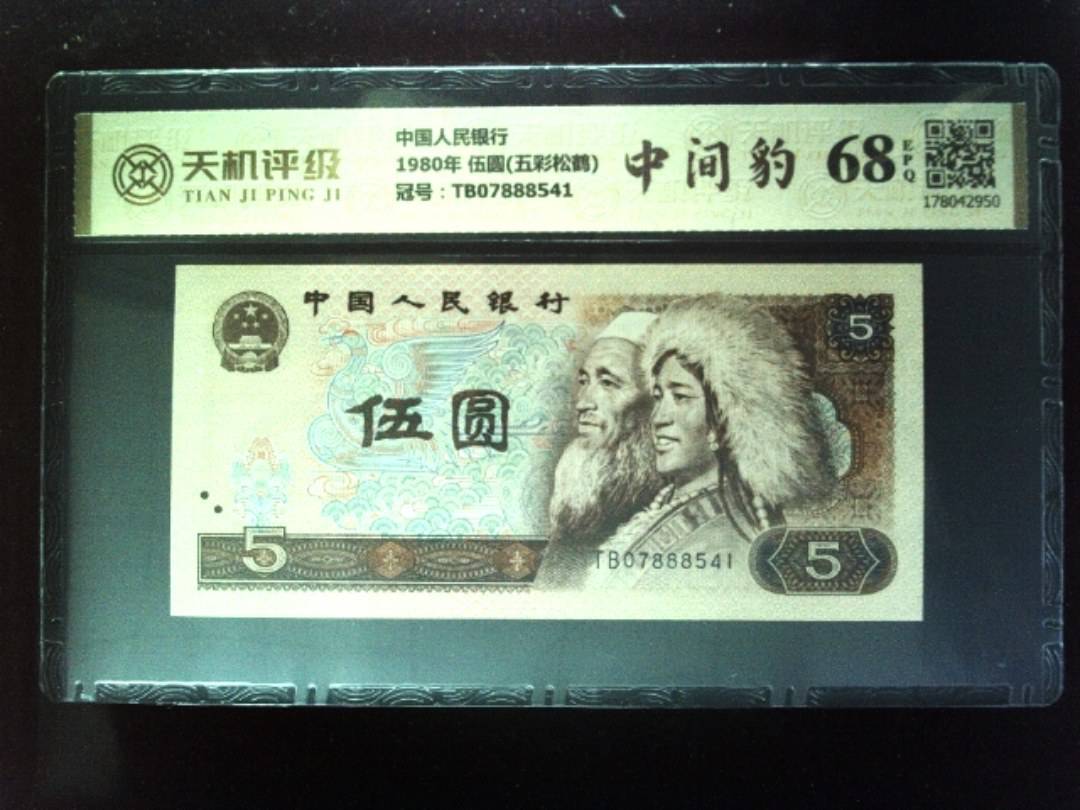 天机评级
TIAN JI PING JI
中国人民银行
1980年 伍圆(五彩松鹤)
冠号：TB07888541
中间豹
68
EPQ
178042950
中国人民银行
5
伍圆
5
TB07888541
5